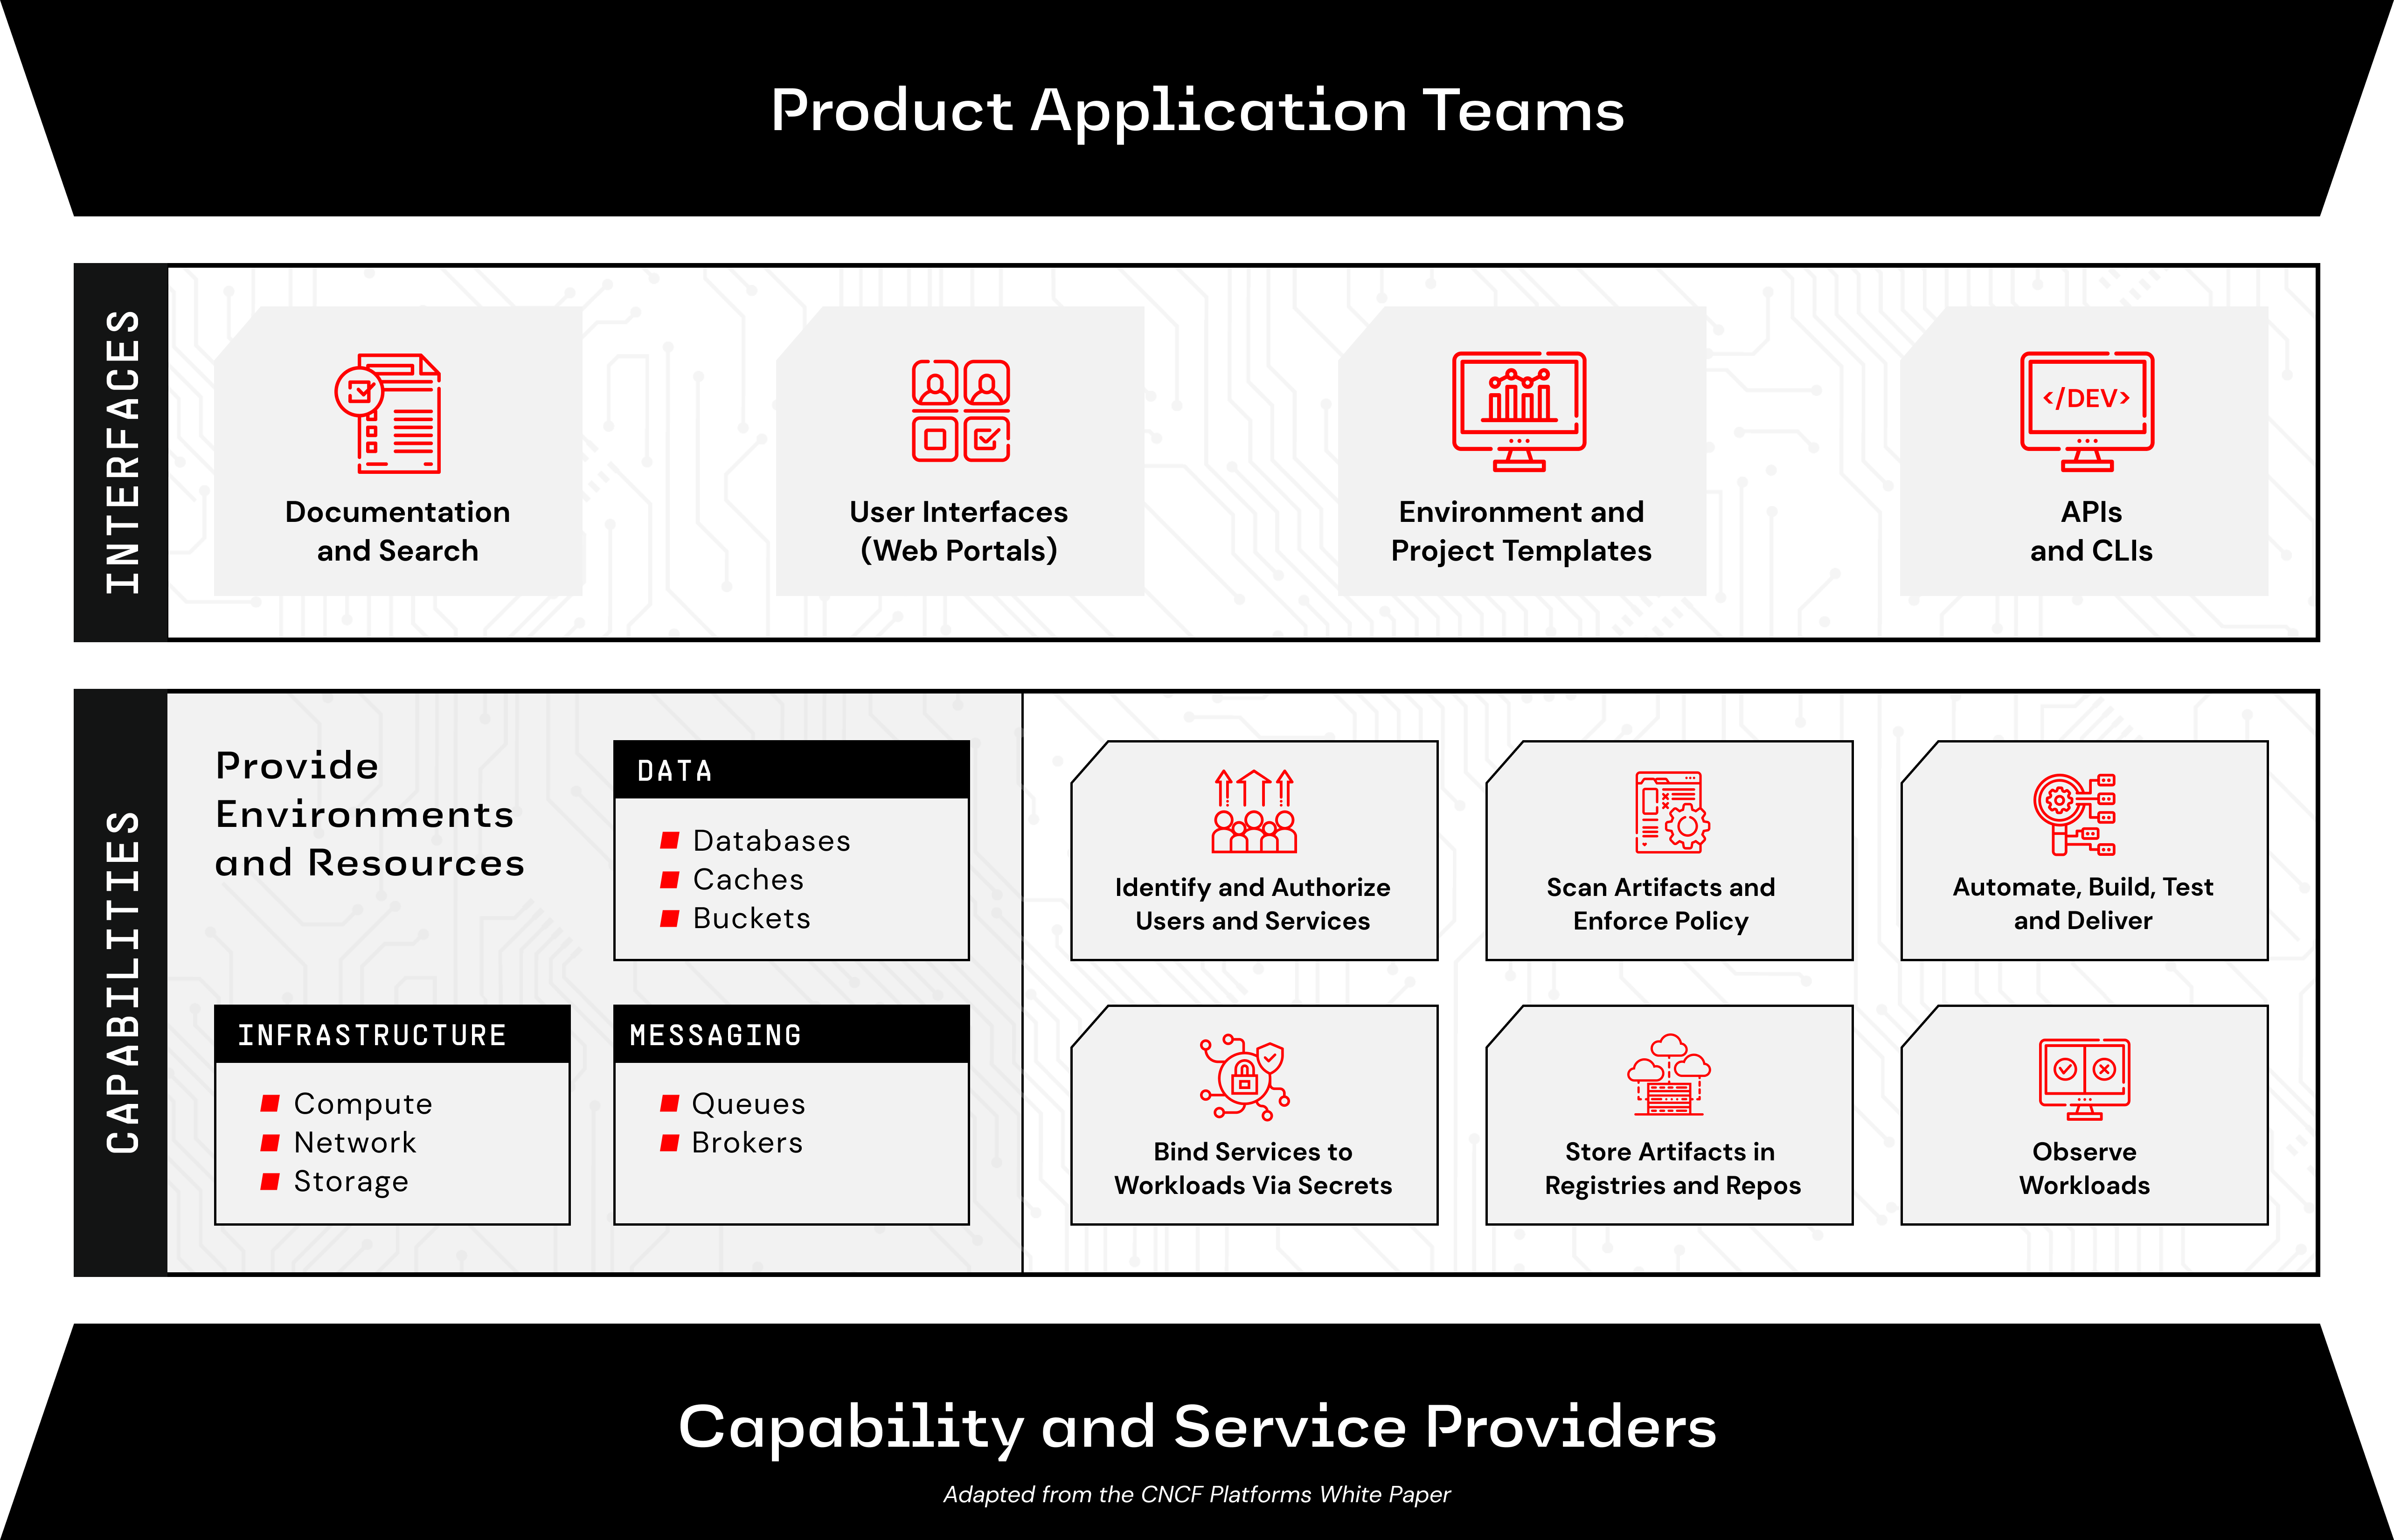 Product Application Teams
INTERFACES
Documentation
and Search
User Interfaces
(Web Portals)
Environment and
Project Templates
</DEV>
APIs
and CLIs
CAPABILITIES
Provide
Environments
and Resources
DATA
Databases
Caches
Buckets
INFRASTRUCTURE
Compute
Network
Storage
MESSAGING
Queues
Brokers
Identify and Authorize
Users and Services
Scan Artifacts and
Enforce Policy
Automate, Build, Test
and Deliver
Bind Services to
Workloads Via Secrets
Store Artifacts in
Registries and Repos
Observe
Workloads
Capability and Service Providers
Adapted from the CNCF Platforms White Paper